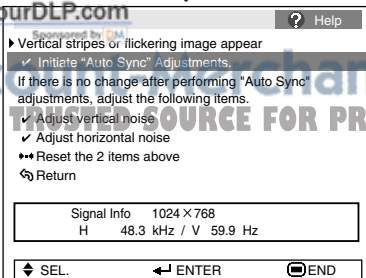 ourDLP.com
Sponsored by DM
? Help
Vertical stripes or flickering image appear
✔ Initiate "Auto Sync" Adjustments.
If there is no change after performing "Auto Sync"
adjustments, adjust the following items.
✔ Adjust vertical noise
TRUSTED SOURCE FOR PR
✔ Adjust horizontal noise
Reset the 2 items above
Return
Signal Info 1024×768
H 48.3 kHz / V 59.9 Hz
SEL. ENTER END